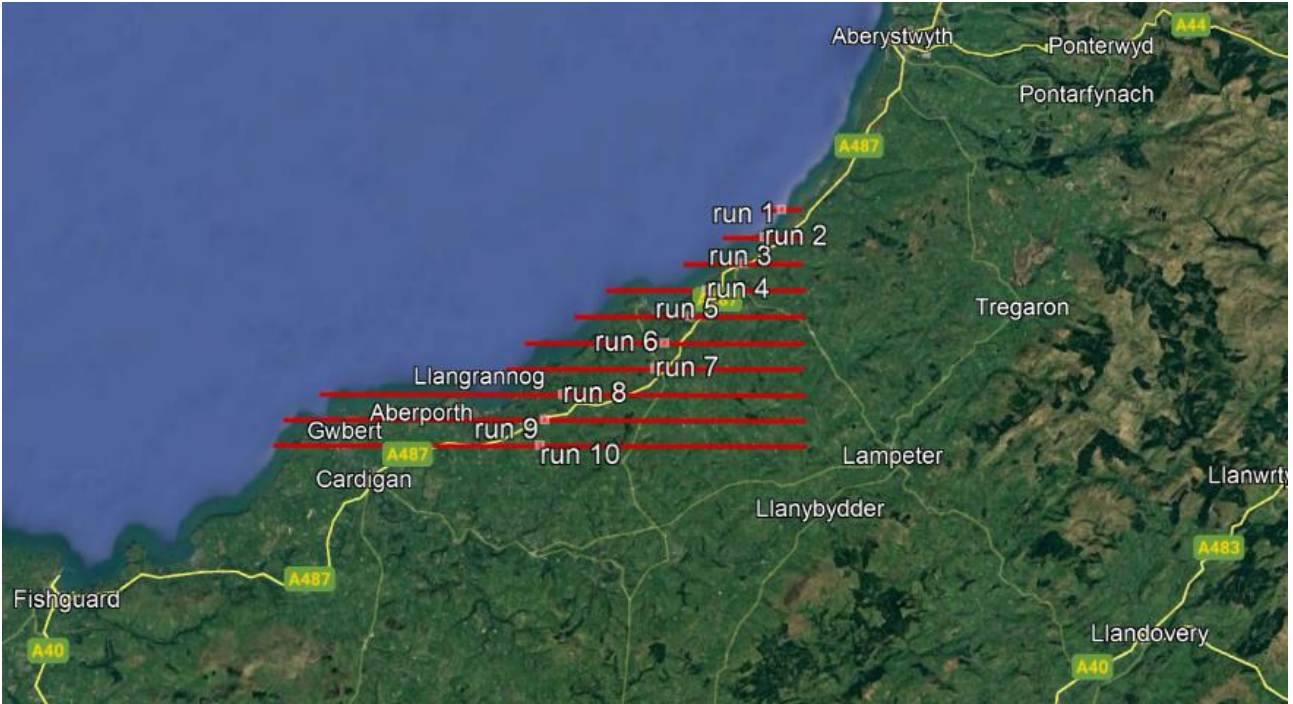 Aberystwyth
A44
Ponterwyd
Pontarfynach
A487
run 1
run 2
run 3
run 4
run 5
Tregaron
run 6
run 7
Llangrannog
run 8
Aberporth
run 9
Gwbert
A487
run 10
Lampeter
Cardigan
Llanwrty
Llanybydder
A483
A487
Fishguard
Llandovery
A40
A40